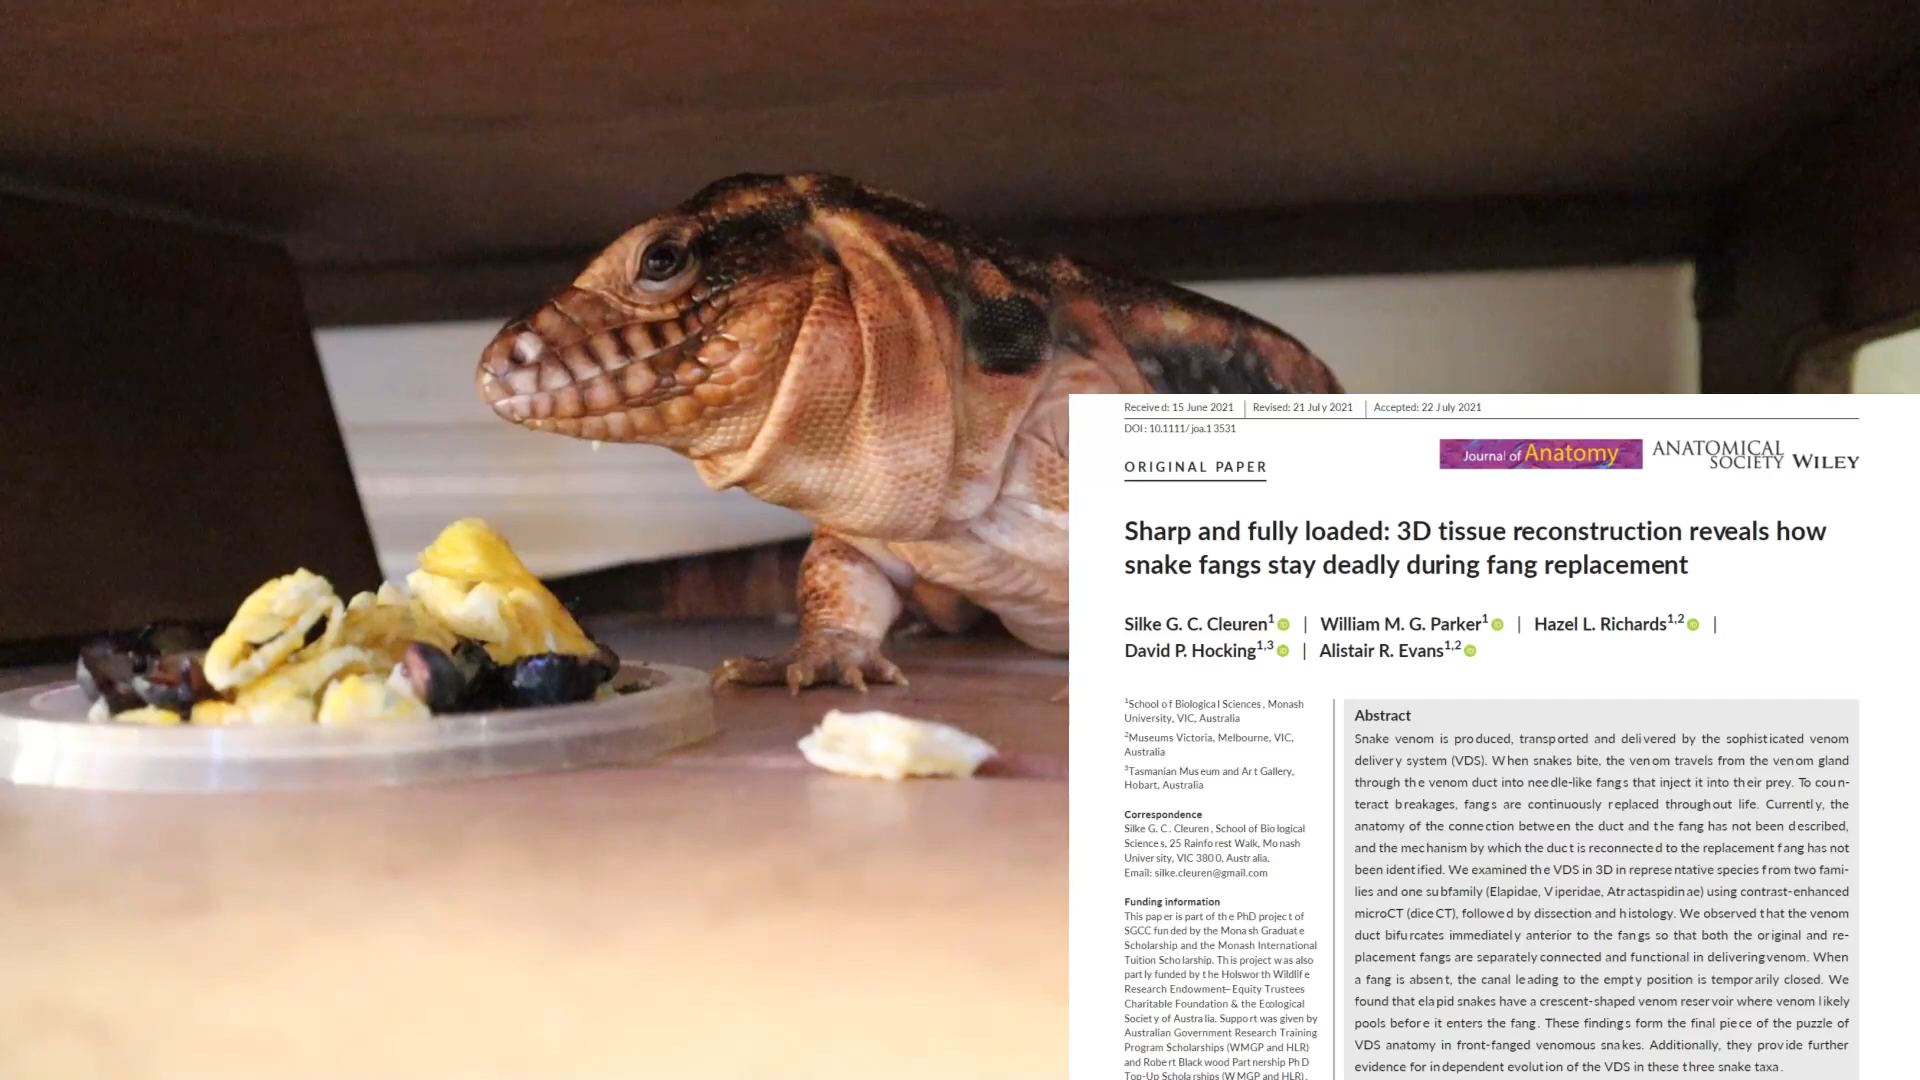 Received: 15 June 2021 | Revised: 21 July 2021 | Accepted: 22 July 2021
DOI: 10.1111/joa.13531
ORIGINAL PAPER
Journal of Anatomy ANATOMICAL SOCIETY WILEY
Sharp and fully loaded: 3D tissue reconstruction reveals how
snake fangs stay deadly during fang replacement
Silke G. C. Cleuren1 | William M. G. Parker1 | Hazel L. Richards1,2 |
David P. Hocking1,3 | Alistair R. Evans1,2
1School of Biological Sciences, Monash
University, VIC, Australia
2Museums Victoria, Melbourne, VIC,
Australia
3Tasmanian Museum and Art Gallery,
Hobart, Australia
Correspondence
Silke G. C. Cleuren, School of Biological
Sciences, 25 Rainforest Walk, Monash
University, VIC 3800, Australia.
Email: silke.cleuren@gmail.com
Funding information
This paper is part of the PhD project of
SGCC funded by the Monash Graduate
Scholarship and the Monash International
Tuition Scholarship. This project was also
partly funded by the Holsworth Wildlife
Research Endowment–Equity Trustees
Charitable Foundation & the Ecological
Society of Australia. Support was given by
Australian Government Research Training
Program Scholarships (WMGP and HLR)
and Robert Blackwood Partnership PhD
Top-Up Scholarships (WMGP and HLR).
Abstract
Snake venom is produced, transported and delivered by the sophisticated venom
delivery system (VDS). When snakes bite, the venom travels from the venom gland
through the venom duct into needle-like fangs that inject it into their prey. To coun-
teract breakages, fangs are continuously replaced throughout life. Currently, the
anatomy of the connection between the duct and the fang has not been described,
and the mechanism by which the duct is reconnected to the replacement fang has not
been identified. We examined the VDS in 3D in representative species from two fami-
lies and one subfamily (Elapidae, Viperidae, Atractaspidinae) using contrast-enhanced
microCT (diceCT), followed by dissection and histology. We observed that the venom
duct bifurcates immediately anterior to the fangs so that both the original and re-
placement fangs are separately connected and functional in delivering venom. When
a fang is absent, the canal leading to the empty position is temporarily closed. We
found that elapid snakes have a crescent-shaped venom reservoir where venom likely
pools before it enters the fang. These findings form the final piece of the puzzle of
VDS anatomy in front-fanged venomous snakes. Additionally, they provide further
evidence for independent evolution of the VDS in these three snake taxa.